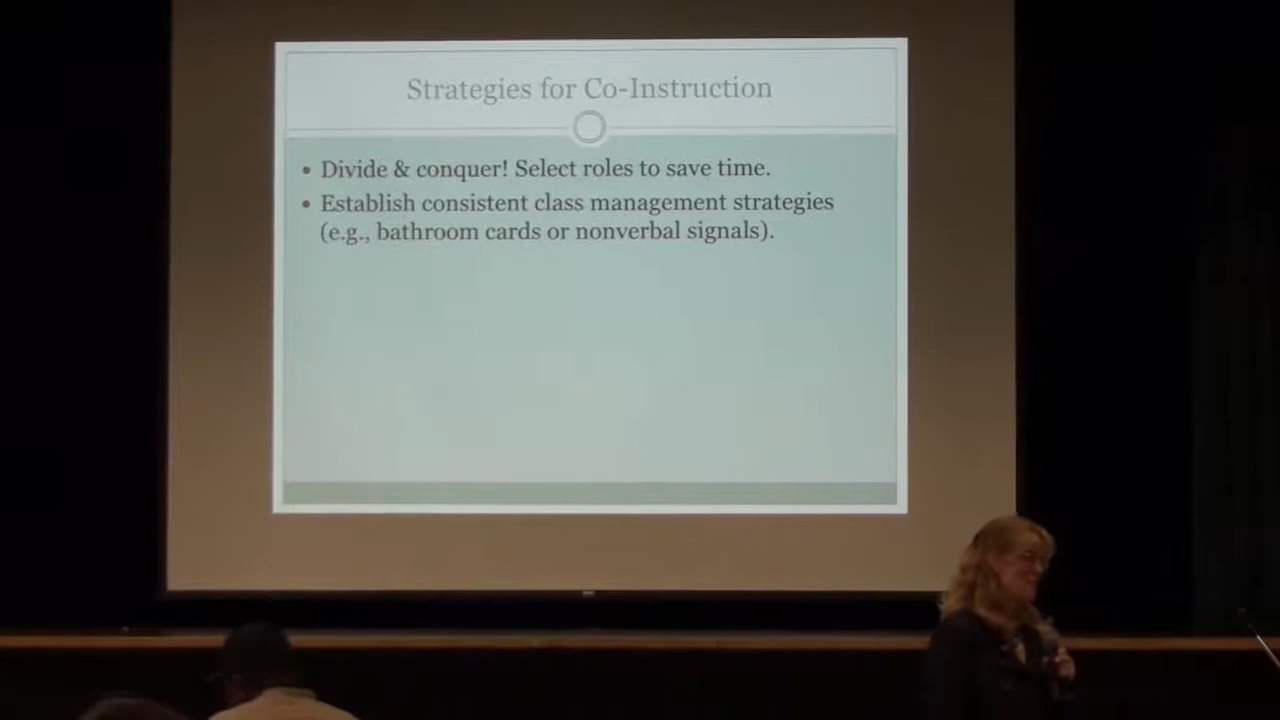 Strategies for Co-Instruction
• Divide & conquer! Select roles to save time.
• Establish consistent class management strategies
(e.g., bathroom cards or nonverbal signals).